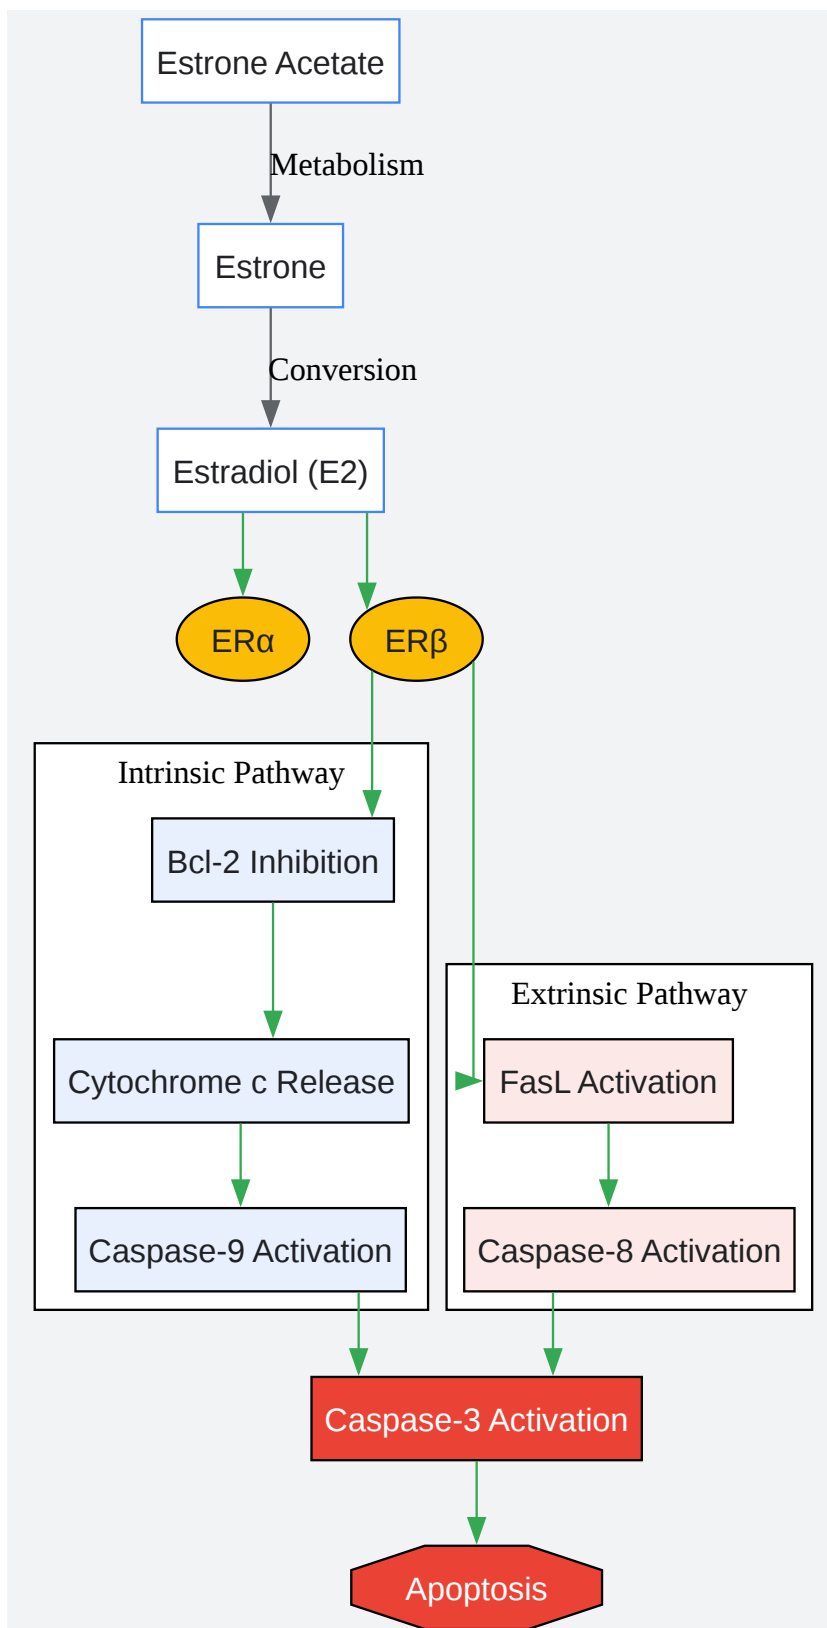 Estrone Acetate
Metabolism
Estrone
Conversion
Estradiol (E2)
ERα
ERβ
Intrinsic Pathway
Bcl-2 Inhibition
Extrinsic Pathway
Cytochrome c Release
FasL Activation
Caspase-9 Activation
Caspase-8 Activation
Caspase-3 Activation
Apoptosis